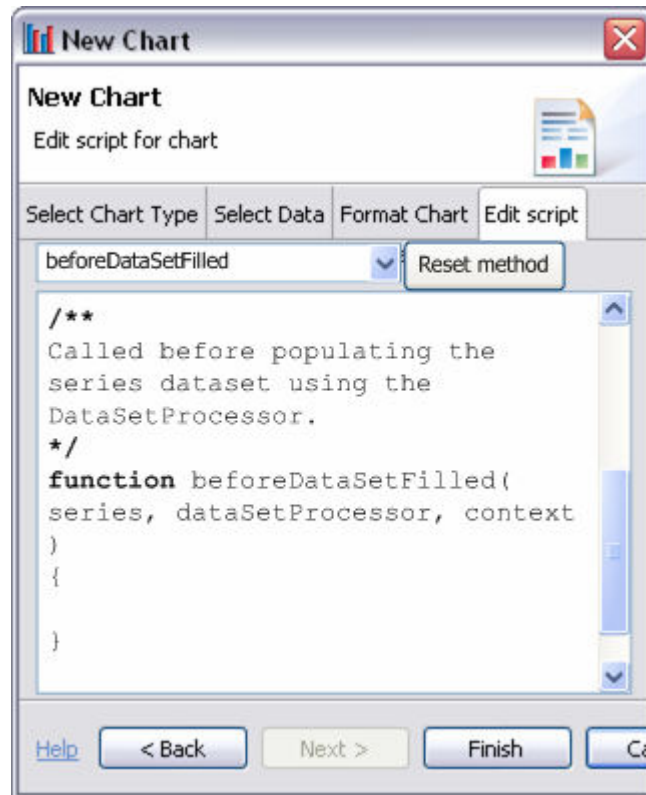 New Chart
New Chart
Edit script for chart
Select Chart Type Select Data Format Chart Edit script
beforeDataSetFilled Reset method
/**
Called before populating the
series dataset using the
DataSetProcessor.
*/
function beforeDataSetFilled(
series, dataSetProcessor, context
)
{
}
Help < Back Next > Finish